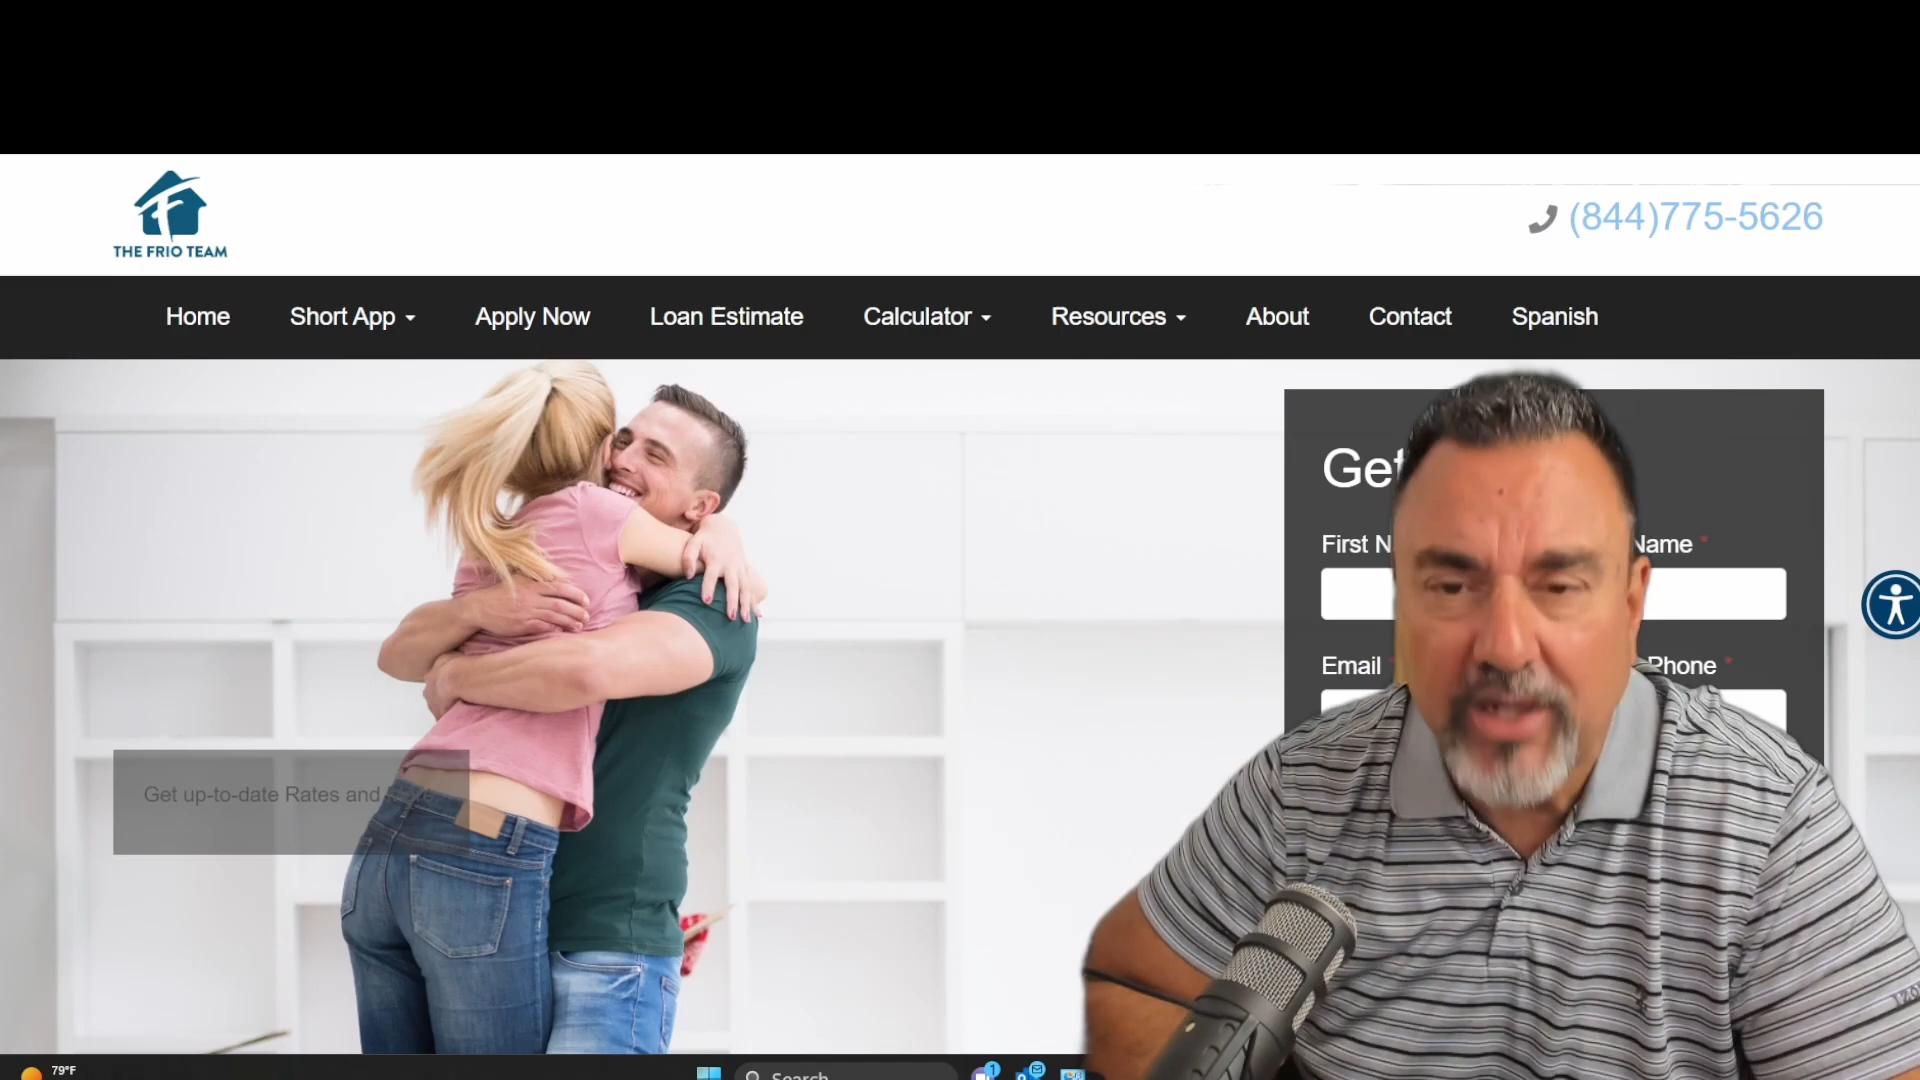 THE FRIO TEAM
(844)775-5626
Home Short App Apply Now Loan Estimate Calculator Resources About Contact Spanish
Get
First N
Name *
Email *
Phone *
Get up-to-date Rates and
79°F
Search
1